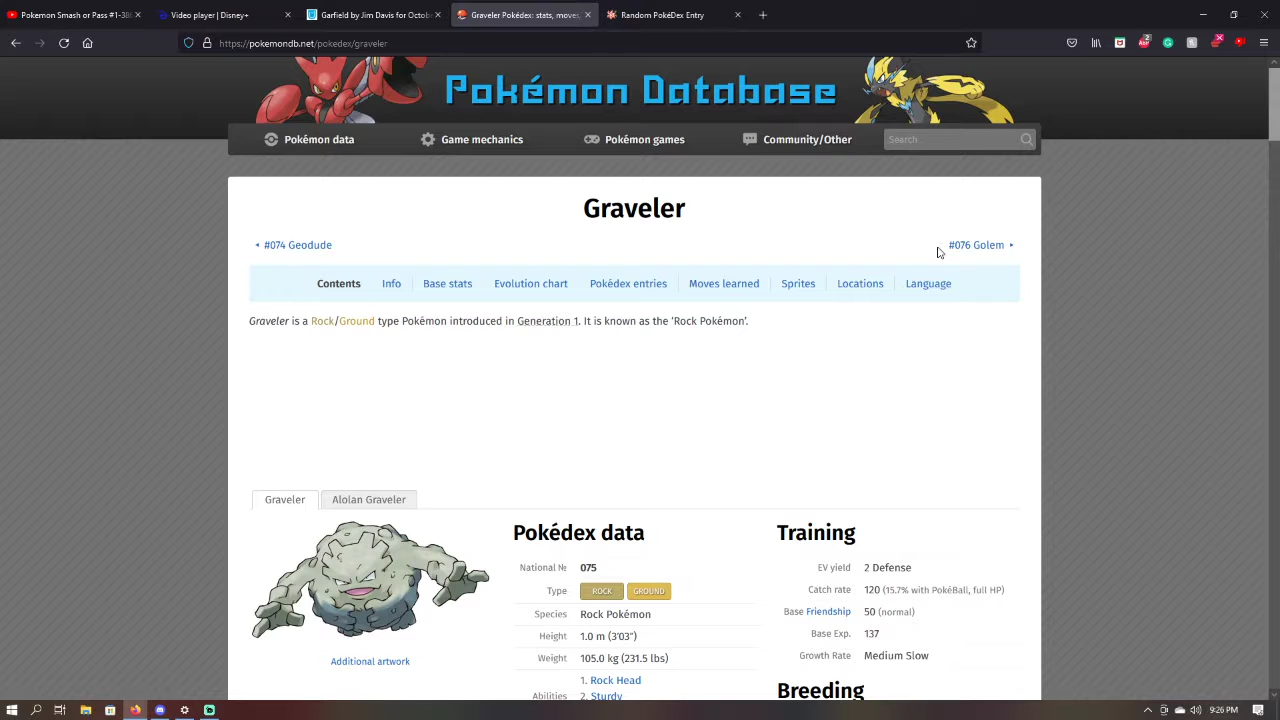 Pokémon Smash or Pass #1-88
Video player | Disney+
Garfield by Jim Davis for Octob
Graveler Pokédex: stats, moves,
Random PokéDex Entry
https://pokemondb.net/pokedex/graveler
Pokémon Database
Pokémon data
Game mechanics
Pokémon games
Community/Other
Search
Graveler
#074 Geodude
#076 Golem
Contents Info Base stats Evolution chart Pokédex entries Moves learned Sprites Locations Language
Graveler is a Rock/Ground type Pokémon introduced in Generation 1. It is known as the ‘Rock Pokémon’.
Graveler Alolan Graveler
Additional artwork
Pokédex data
National № 075
Type ROCK GROUND
Species Rock Pokémon
Height 1.0 m (3′03″)
Weight 105.0 kg (231.5 lbs)
1. Rock Head
Abilities 2. Sturdy
Training
EV yield 2 Defense
Catch rate 120 (15.7% with PokéBall, full HP)
Base Friendship 50 (normal)
Base Exp. 137
Growth Rate Medium Slow
Breeding
9:26 PM